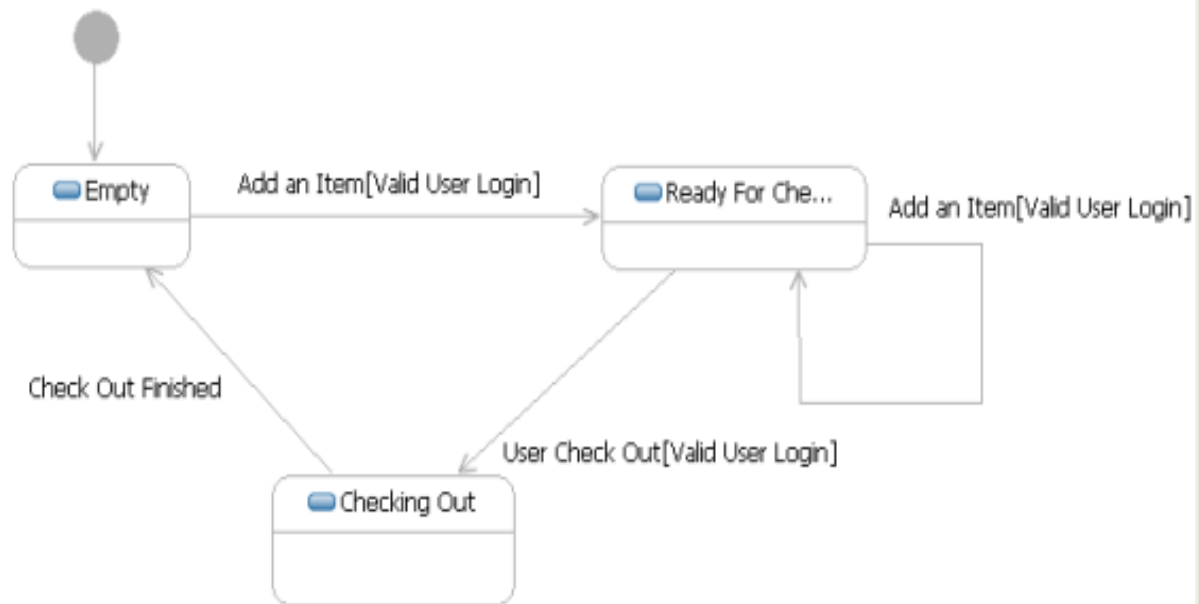 Empty
Add an Item[Valid User Login]
Ready For Che...
Add an Item[Valid User Login]
Check Out Finished
User Check Out[Valid User Login]
Checking Out